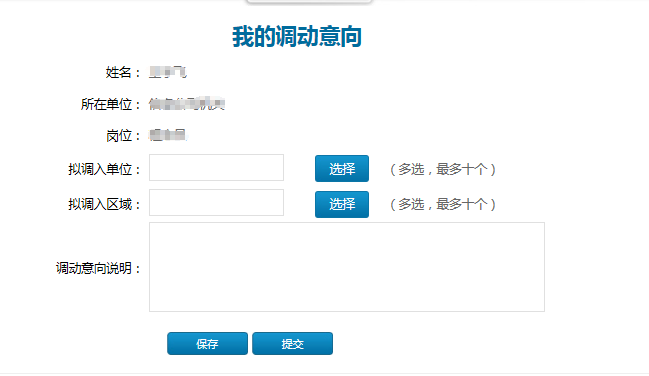 我的调动意向
姓名：
所在单位：
岗位：
拟调入单位： 选择 （多选，最多十个）
拟调入区域： 选择 （多选，最多十个）
调动意向说明：
保存 提交